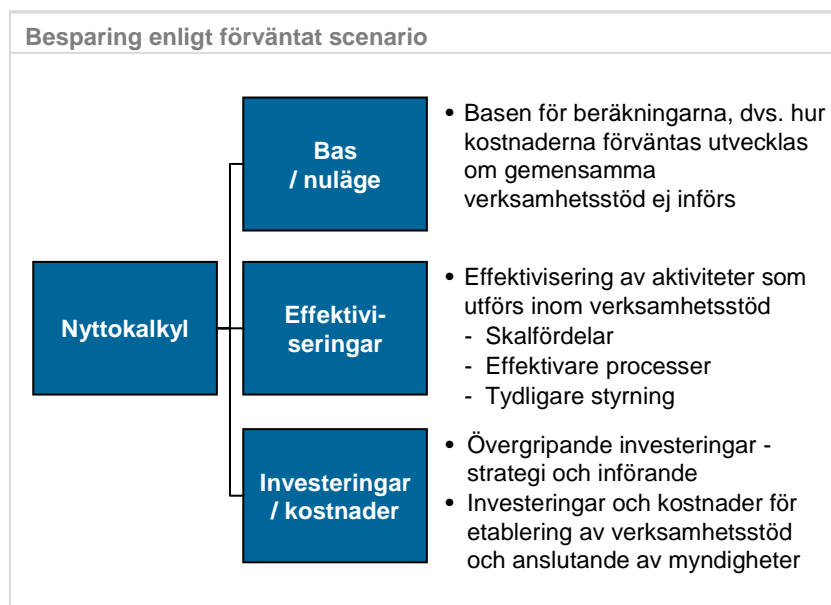 Besparing enligt förväntat scenario
Bas
/ nuläge
• Basen för beräkningarna, dvs. hur
kostnaderna förväntas utvecklas
om gemensamma
verksamhetsstöd ej införs
Nyttokalkyl
Effektivi-
seringar
• Effektivisering av aktiviteter som
utförs inom verksamhetsstöd
- Skalfördelar
- Effektivare processer
- Tydligare styrning
Investeringar
/ kostnader
• Övergripande investeringar -
strategi och införande
• Investeringar och kostnader för
etablering av verksamhetsstöd
och anslutande av myndigheter